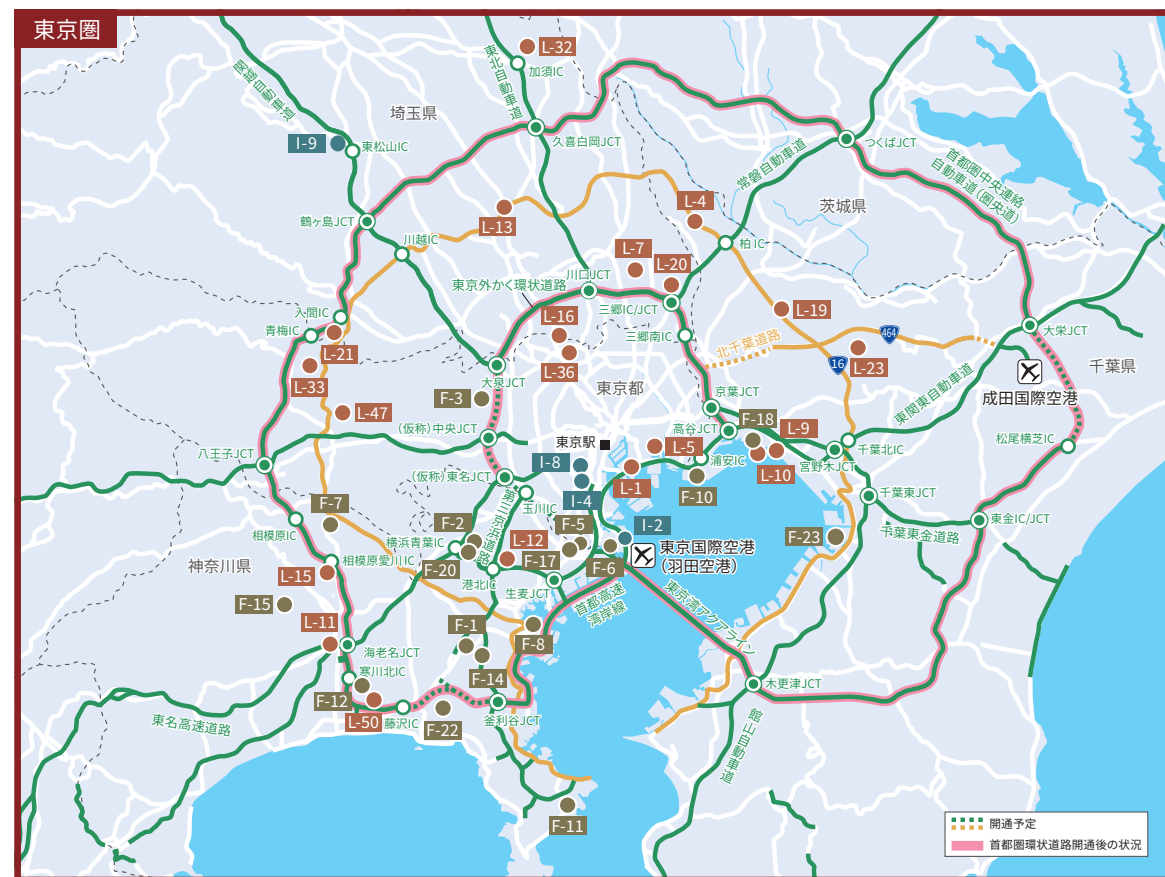 東京圏
L-32
加須IC
東北自動車道
関越自動車道
埼玉県
I-9
東松山IC
久喜白岡JCT
つくばJCT
常磐自動車道
首都圏中央連絡
自動車道(圏央道)
茨城県
L-4
L-13
鶴ヶ島JCT
川越IC
柏IC
L-7
L-20
川口JCT
東京外かく環状道路
三郷IC/JCT
入間IC
青梅IC
L-16
L-19
三郷南IC
北千葉道路
464
大栄JCT
L-21
L-33
L-36
16
L-23
千葉県
大泉JCT
東京都
成田国際空港
F-3
京葉JCT
東関東自動車道
L-47
F-18
(仮称)中央JCT
高谷JCT
L-9
東京駅
L-5
松尾横芝IC
千葉北IC
八王子JCT
浦安IC
宮野木JCT
I-8
L-1
L-10
(仮称)東名JCT
F-10
I-4
千葉東JCT
F-7
第三京浜道路
玉川IC
F-2
F-5
I-2
東金IC/JCT
相模原IC
横浜青葉IC
L-12
F-23
千葉東金道路
東京国際空港
(羽田空港)
相模原愛川IC
神奈川県
F-20
F-17
F-6
L-15
港北IC
生麦JCT
F-15
首都高速
湾岸線
東京湾アクアライン
L-11
F-1
F-8
海老名JCT
寒川北IC
F-14
木更津JCT
F-12
L-50
藤沢IC
F-22
釜利谷JCT
東名高速道路
館山自動車道
F-11
開通予定
首都圏環状道路開通後の状況